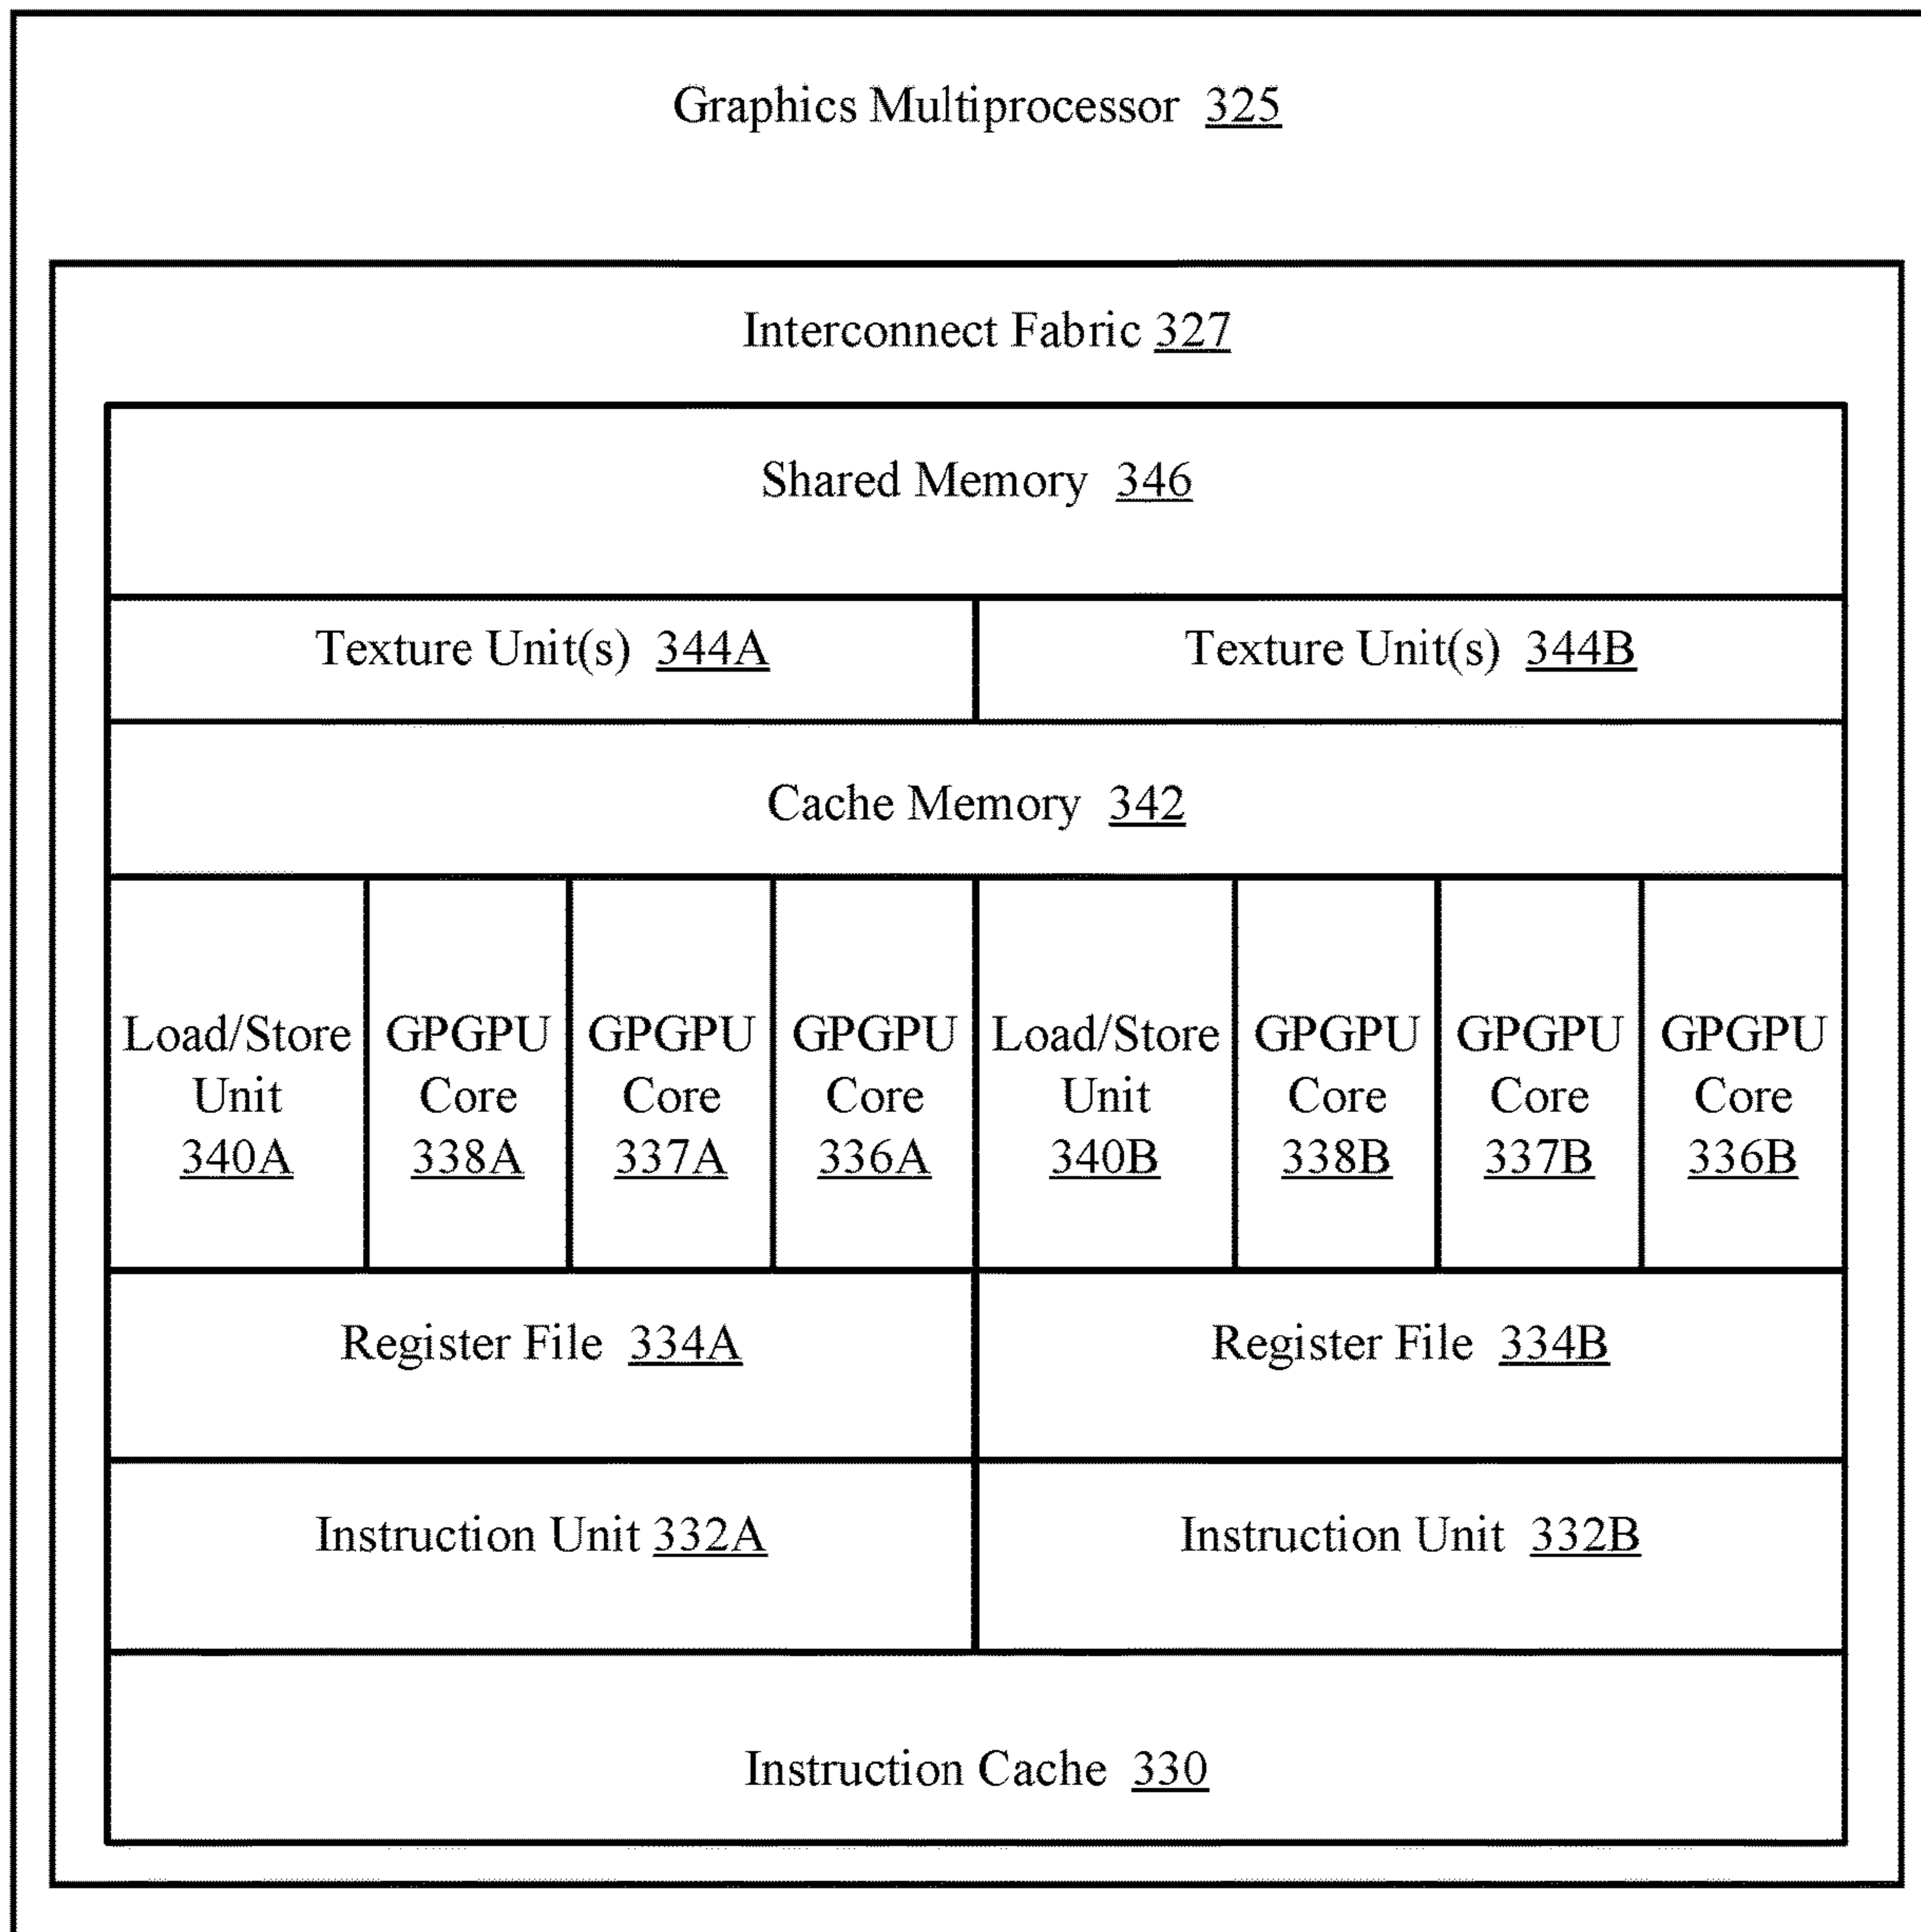 Graphics Multiprocessor 325
Interconnect Fabric 327
Shared Memory 346
Texture Unit(s) 344A
Texture Unit(s) 344B
Cache Memory 342
Load/Store
Unit
340A
GPGPU
Core
338A
GPGPU
Core
337A
GPGPU
Core
336A
Load/Store
Unit
340B
GPGPU
Core
338B
GPGPU
Core
337B
GPGPU
Core
336B
Register File 334A
Register File 334B
Instruction Unit 332A
Instruction Unit 332B
Instruction Cache 330